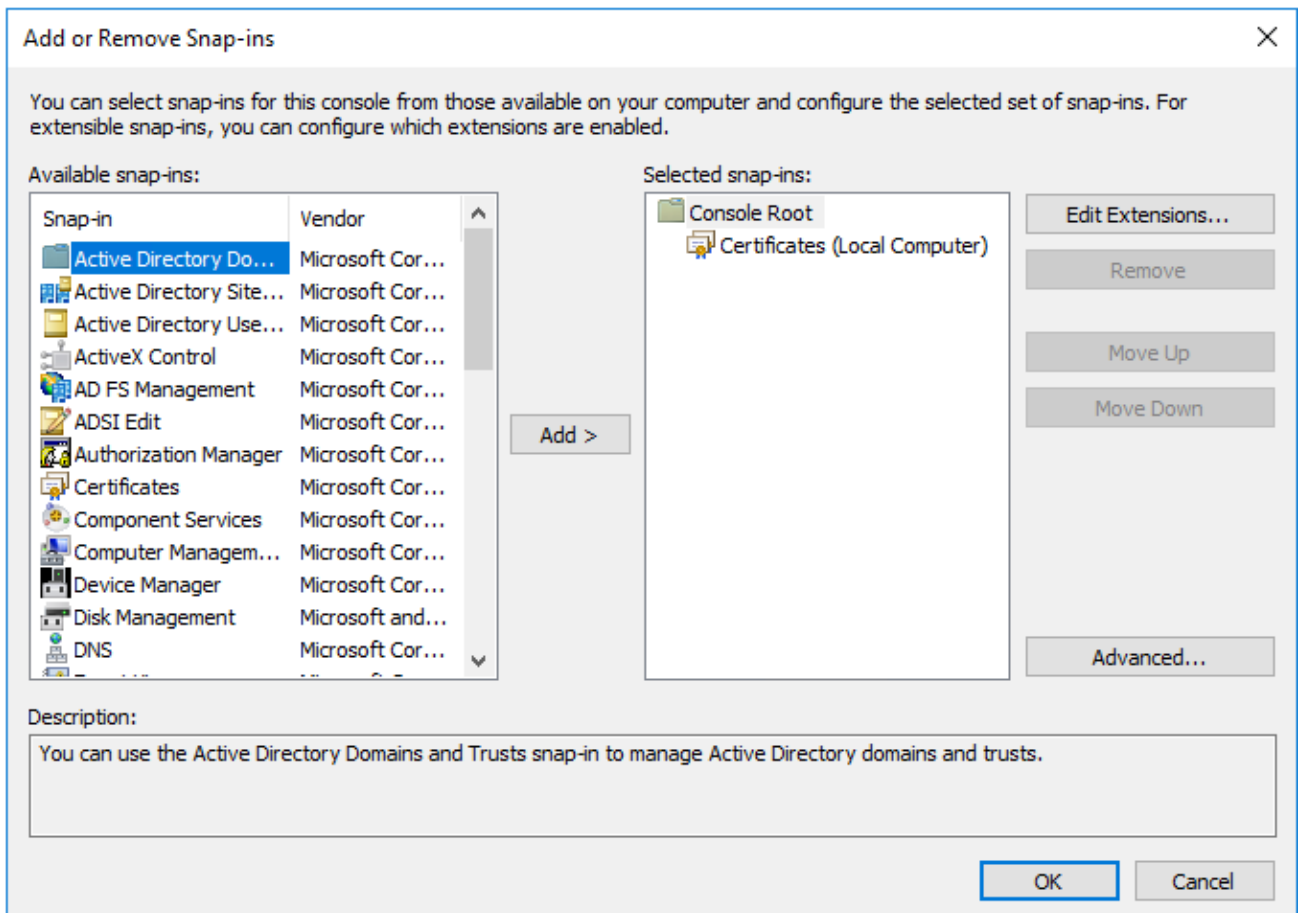 Add or Remove Snap-ins
You can select snap-ins for this console from those available on your computer and configure the selected set of snap-ins. For
extensible snap-ins, you can configure which extensions are enabled.
Available snap-ins:
Snap-in Vendor
Active Directory Do... Microsoft Cor...
Active Directory Site... Microsoft Cor...
Active Directory Use... Microsoft Cor...
ActiveX Control Microsoft Cor...
AD FS Management Microsoft Cor...
ADSI Edit Microsoft Cor...
Authorization Manager Microsoft Cor...
Certificates Microsoft Cor...
Component Services Microsoft Cor...
Computer Managem... Microsoft Cor...
Device Manager Microsoft Cor...
Disk Management Microsoft and...
DNS Microsoft Cor...
Add >
Selected snap-ins:
Console Root
Certificates (Local Computer)
Edit Extensions...
Remove
Move Up
Move Down
Advanced...
Description:
You can use the Active Directory Domains and Trusts snap-in to manage Active Directory domains and trusts.
OK
Cancel